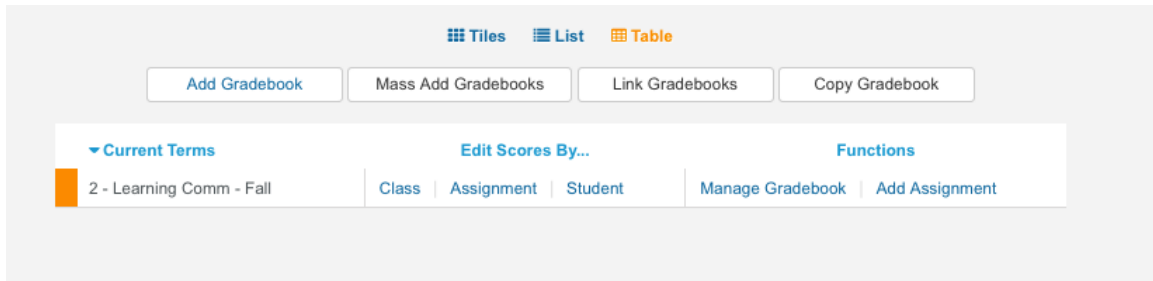 Tiles List Table
Add Gradebook Mass Add Gradebooks Link Gradebooks Copy Gradebook
Current Terms Edit Scores By... Functions
2 - Learning Comm - Fall Class Assignment Student Manage Gradebook Add Assignment